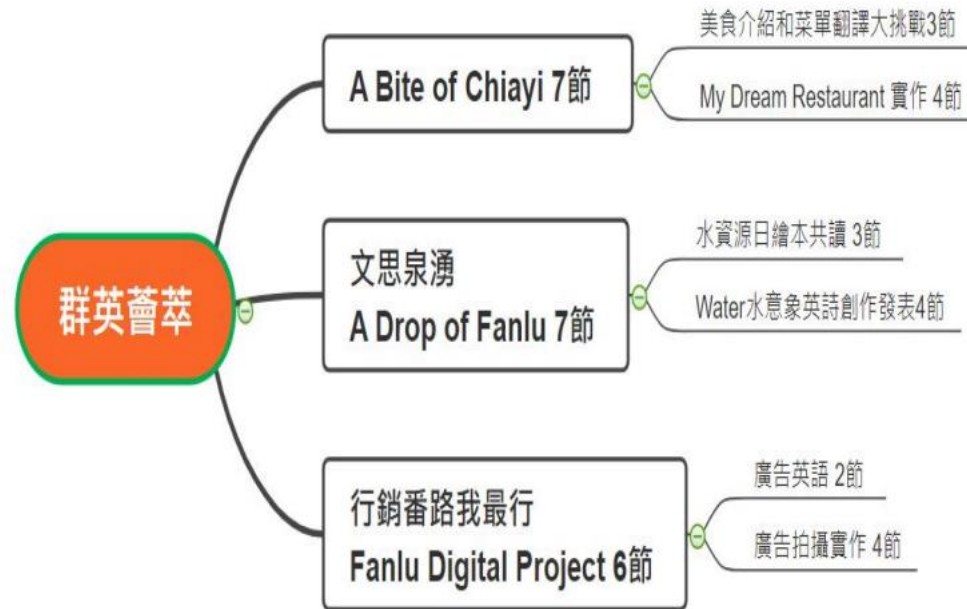 群英薈萃
A Bite of Chiayi 7節
美食介紹和菜單翻譯大挑戰3節
My Dream Restaurant 實作 4節
文思泉湧
A Drop of Fanlu 7節
水資源日繪本共讀 3節
Water水意象英詩創作發表4節
行銷番路我最行
Fanlu Digital Project 6節
廣告英語 2節
廣告拍攝實作 4節